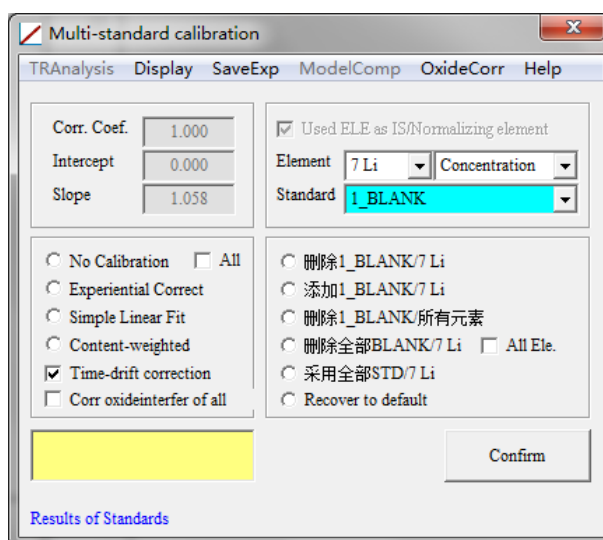 Multi-standard calibration
TRAnalysis Display SaveExp ModelComp OxideCorr Help
Corr. Coef. 1.000
Intercept 0.000
Slope 1.058
Used ELE as IS/Normalizing element
Element 7 Li Concentration
Standard 1_BLANK
No Calibration All
Experiential Correct
Simple Linear Fit
Content-weighted
Time-drift correction
Corr oxideinterfer of all
删除1_BLANK/7 Li
添加1_BLANK/7 Li
删除1_BLANK/所有元素
删除全部BLANK/7 Li All Ele.
采用全部STD/7 Li
Recover to default
Confirm
Results of Standards